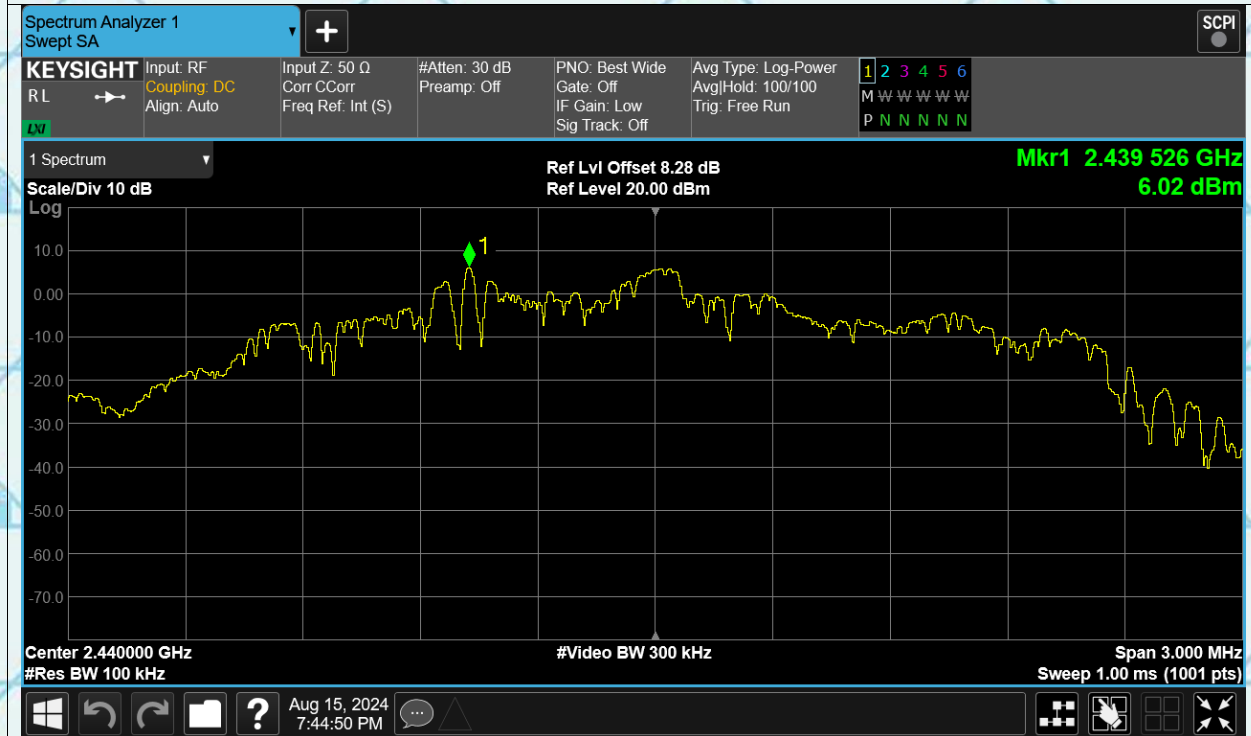 Spectrum Analyzer 1
Swept SA
+
SCPI
KEYSIGHT
RL
LXI
Input: RF
Coupling: DC
Align: Auto
Input Z: 50 Ω
Corr CCorr
Freq Ref: Int (S)
#Atten: 30 dB
Preamp: Off
PNO: Best Wide
Gate: Off
IF Gain: Low
Sig Track: Off
Avg Type: Log-Power
Avg|Hold: 100/100
Trig: Free Run
1 2 3 4 5 6
M W W W W W
P N N N N N
1 Spectrum
Scale/Div 10 dB
Log
Ref Lvl Offset 8.28 dB
Ref Level 20.00 dBm
Mkr1 2.439 526 GHz
6.02 dBm
1
10.0
0.00
-10.0
-20.0
-30.0
-40.0
-50.0
-60.0
-70.0
Center 2.440000 GHz
#Res BW 100 kHz
#Video BW 300 kHz
Span 3.000 MHz
Sweep 1.00 ms (1001 pts)
?
Aug 15, 2024
7:44:50 PM